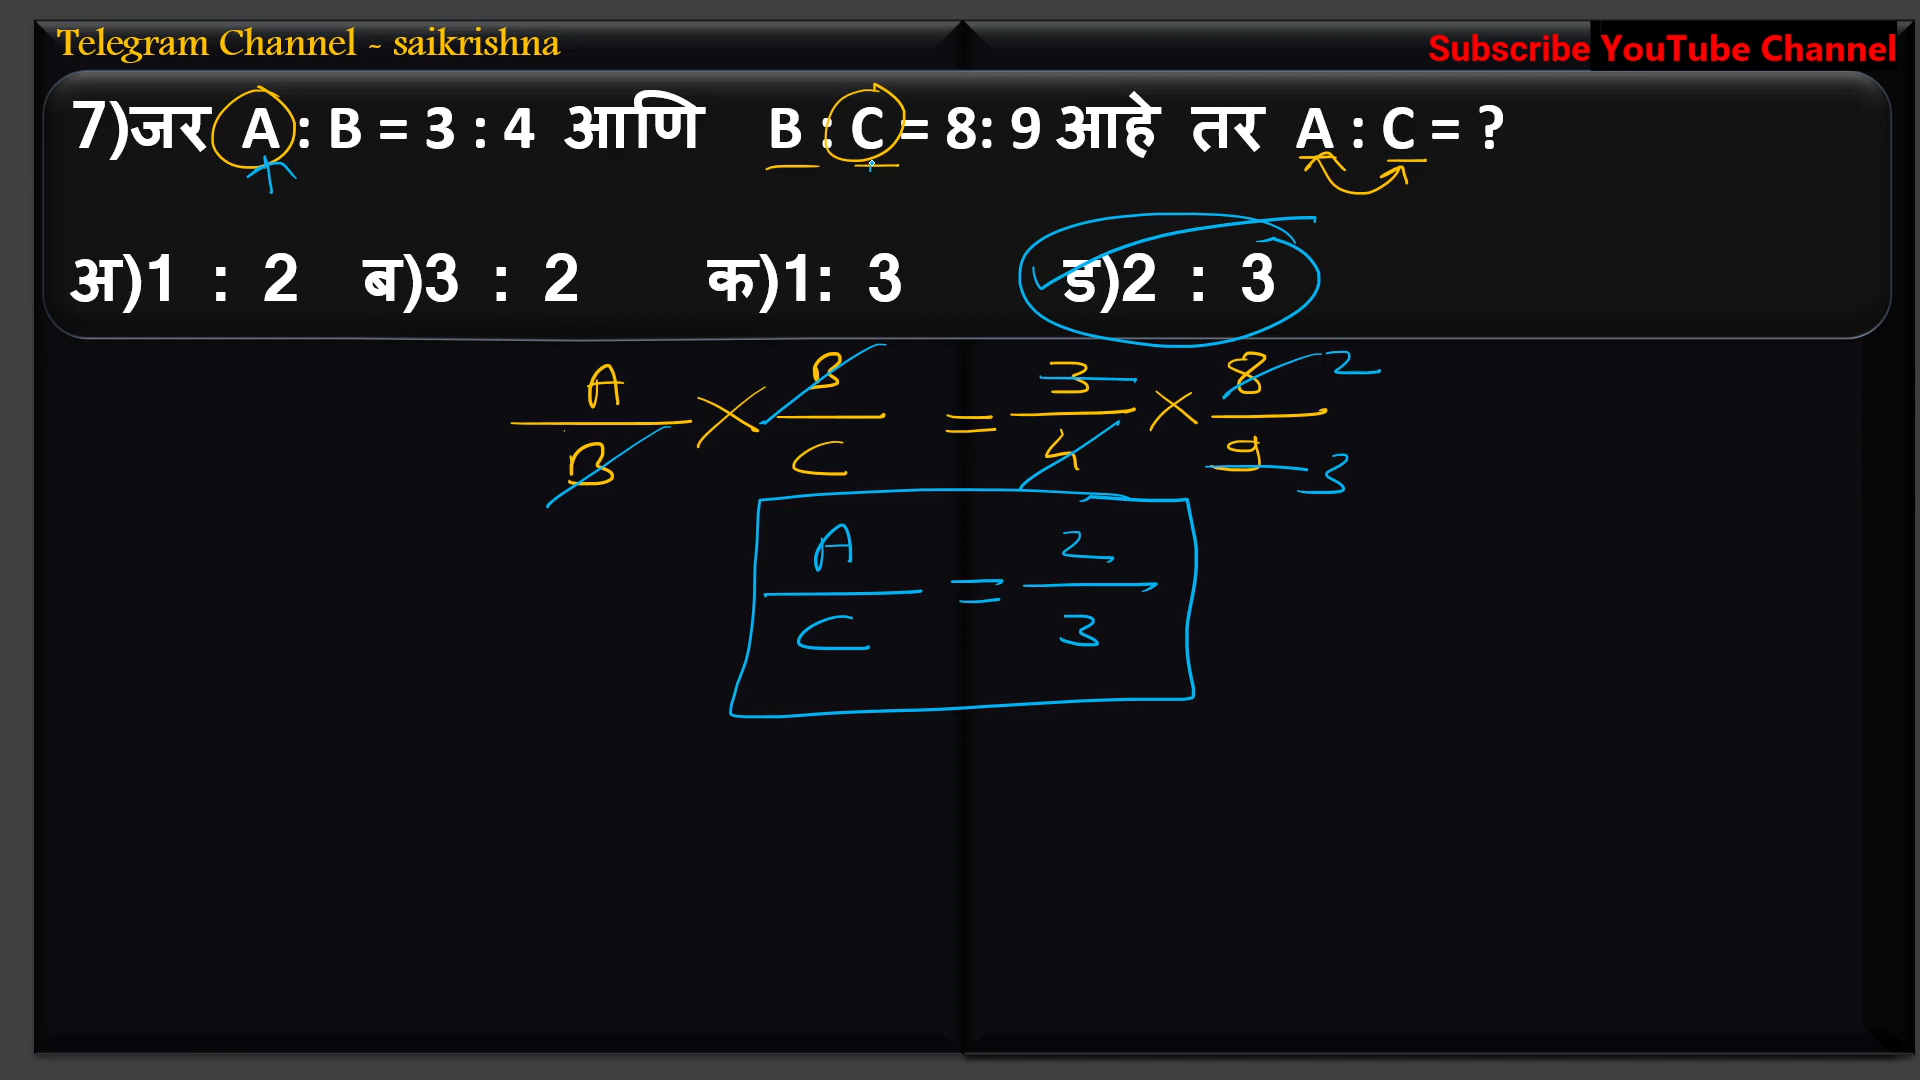 Telegram Channel ~ saikrishna
Subscribe YouTube Channel
7)जर A : B = 3 : 4 आणि B : C = 8: 9 आहे तर A : C = ?
अ)1 : 2 ब)3 : 2 क)1: 3 ड)2 : 3
A/B × B/C = 3/4 × 8/9 2 3
A/C = 2/3